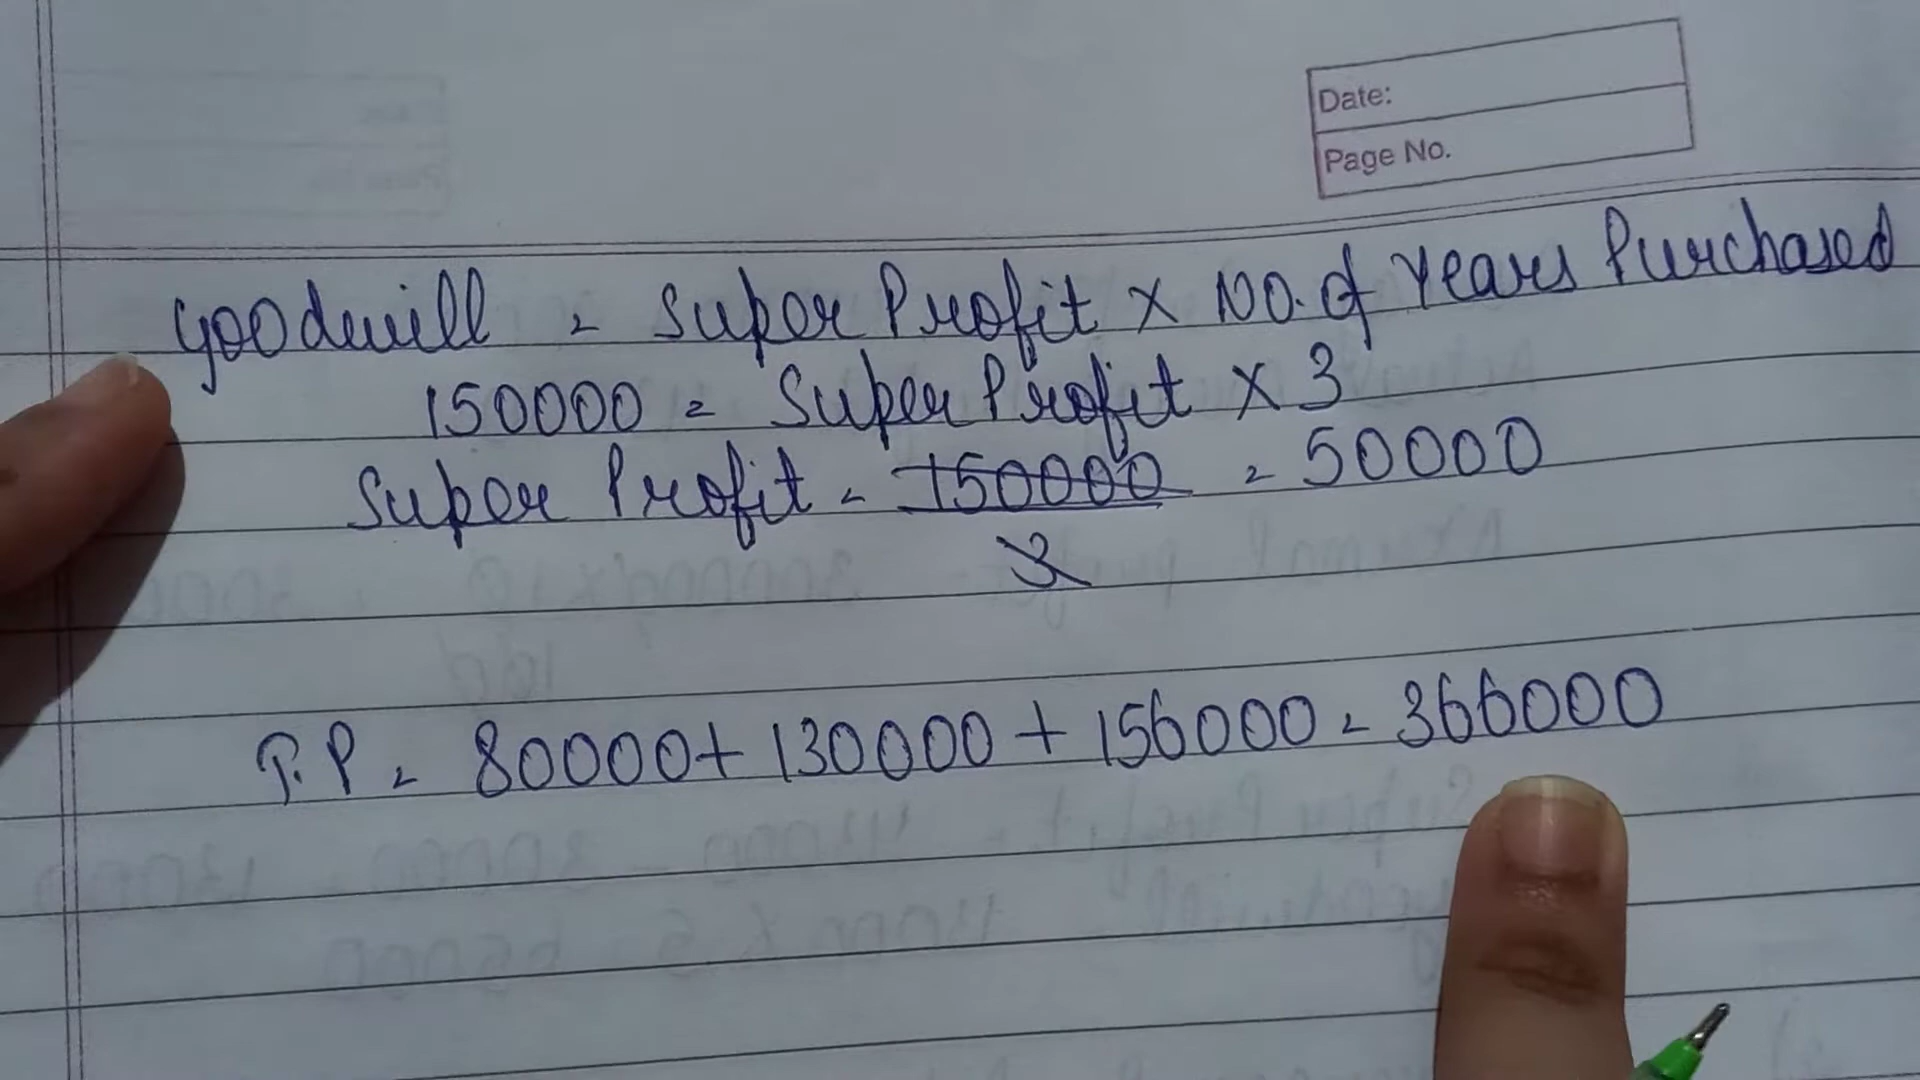 Date:
Page No.
Goodwill = Super Profit × No. of Years Purchased
150000 = Super Profit × 3
Super Profit = 150000 = 50000
3
T.P = 80000 + 130000 + 156000 = 366000